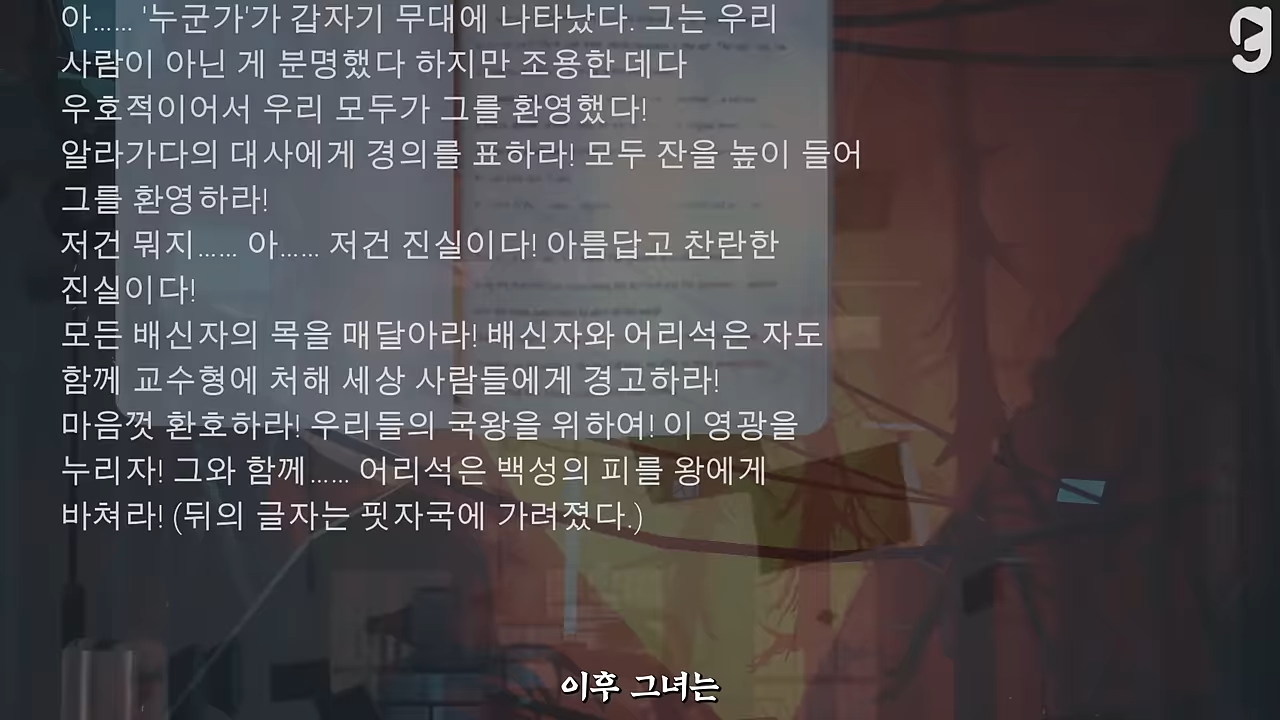 아...... '누군가'가 갑자기 무대에 나타났다. 그는 우리
사람이 아닌 게 분명했다 하지만 조용한 데다
우호적이어서 우리 모두가 그를 환영했다!
알라가다의 대사에게 경의를 표하라! 모두 잔을 높이 들어
그를 환영하라!
저건 뭐지...... 아...... 저건 진실이다! 아름답고 찬란한
진실이다!
모든 배신자의 목을 매달아라! 배신자와 어리석은 자도
함께 교수형에 처해 세상 사람들에게 경고하라!
마음껏 환호하라! 우리들의 국왕을 위하여! 이 영광을
누리자! 그와 함께...... 어리석은 백성의 피를 왕에게
바쳐라! (뒤의 글자는 핏자국에 가려졌다.)
이후 그녀는